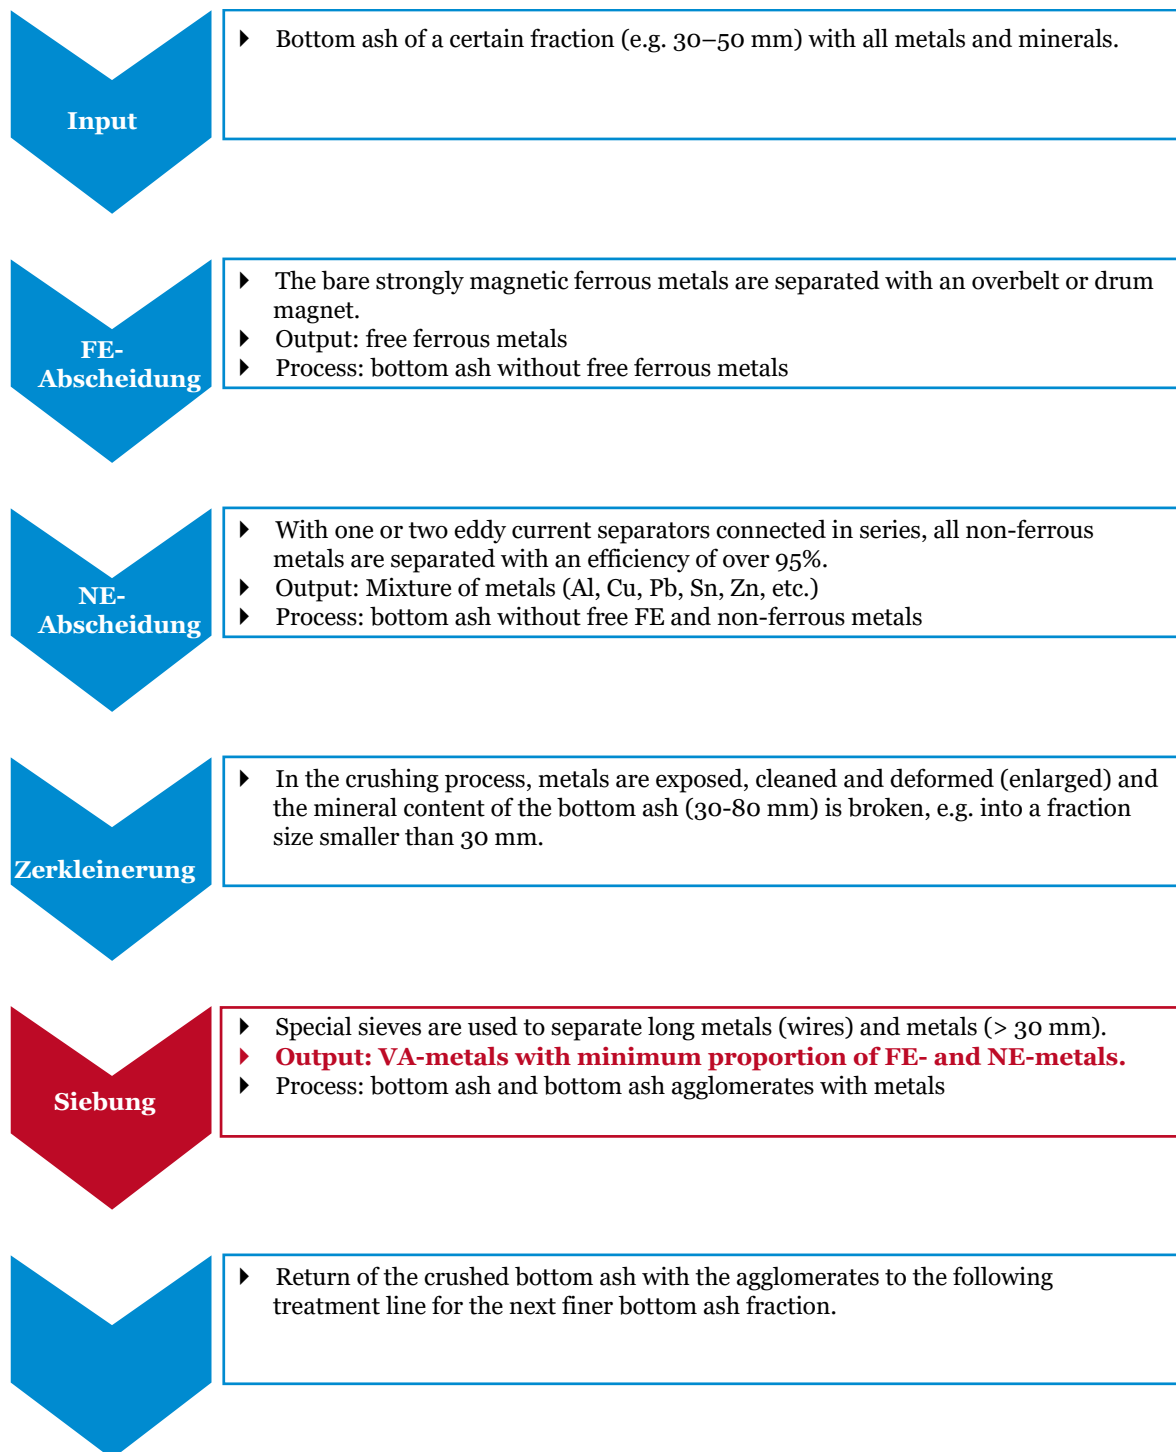 Input
Bottom ash of a certain fraction (e.g. 30–50 mm) with all metals and minerals.
FE-
Abscheidung
The bare strongly magnetic ferrous metals are separated with an overbelt or drum
magnet.
Output: free ferrous metals
Process: bottom ash without free ferrous metals
NE-
Abscheidung
With one or two eddy current separators connected in series, all non-ferrous
metals are separated with an efficiency of over 95%.
Output: Mixture of metals (Al, Cu, Pb, Sn, Zn, etc.)
Process: bottom ash without free FE and non-ferrous metals
Zerkleinerung
In the crushing process, metals are exposed, cleaned and deformed (enlarged) and
the mineral content of the bottom ash (30-80 mm) is broken, e.g. into a fraction
size smaller than 30 mm.
Siebung
Special sieves are used to separate long metals (wires) and metals (> 30 mm).
Output: VA-metals with minimum proportion of FE- and NE-metals.
Process: bottom ash and bottom ash agglomerates with metals
Return of the crushed bottom ash with the agglomerates to the following
treatment line for the next finer bottom ash fraction.